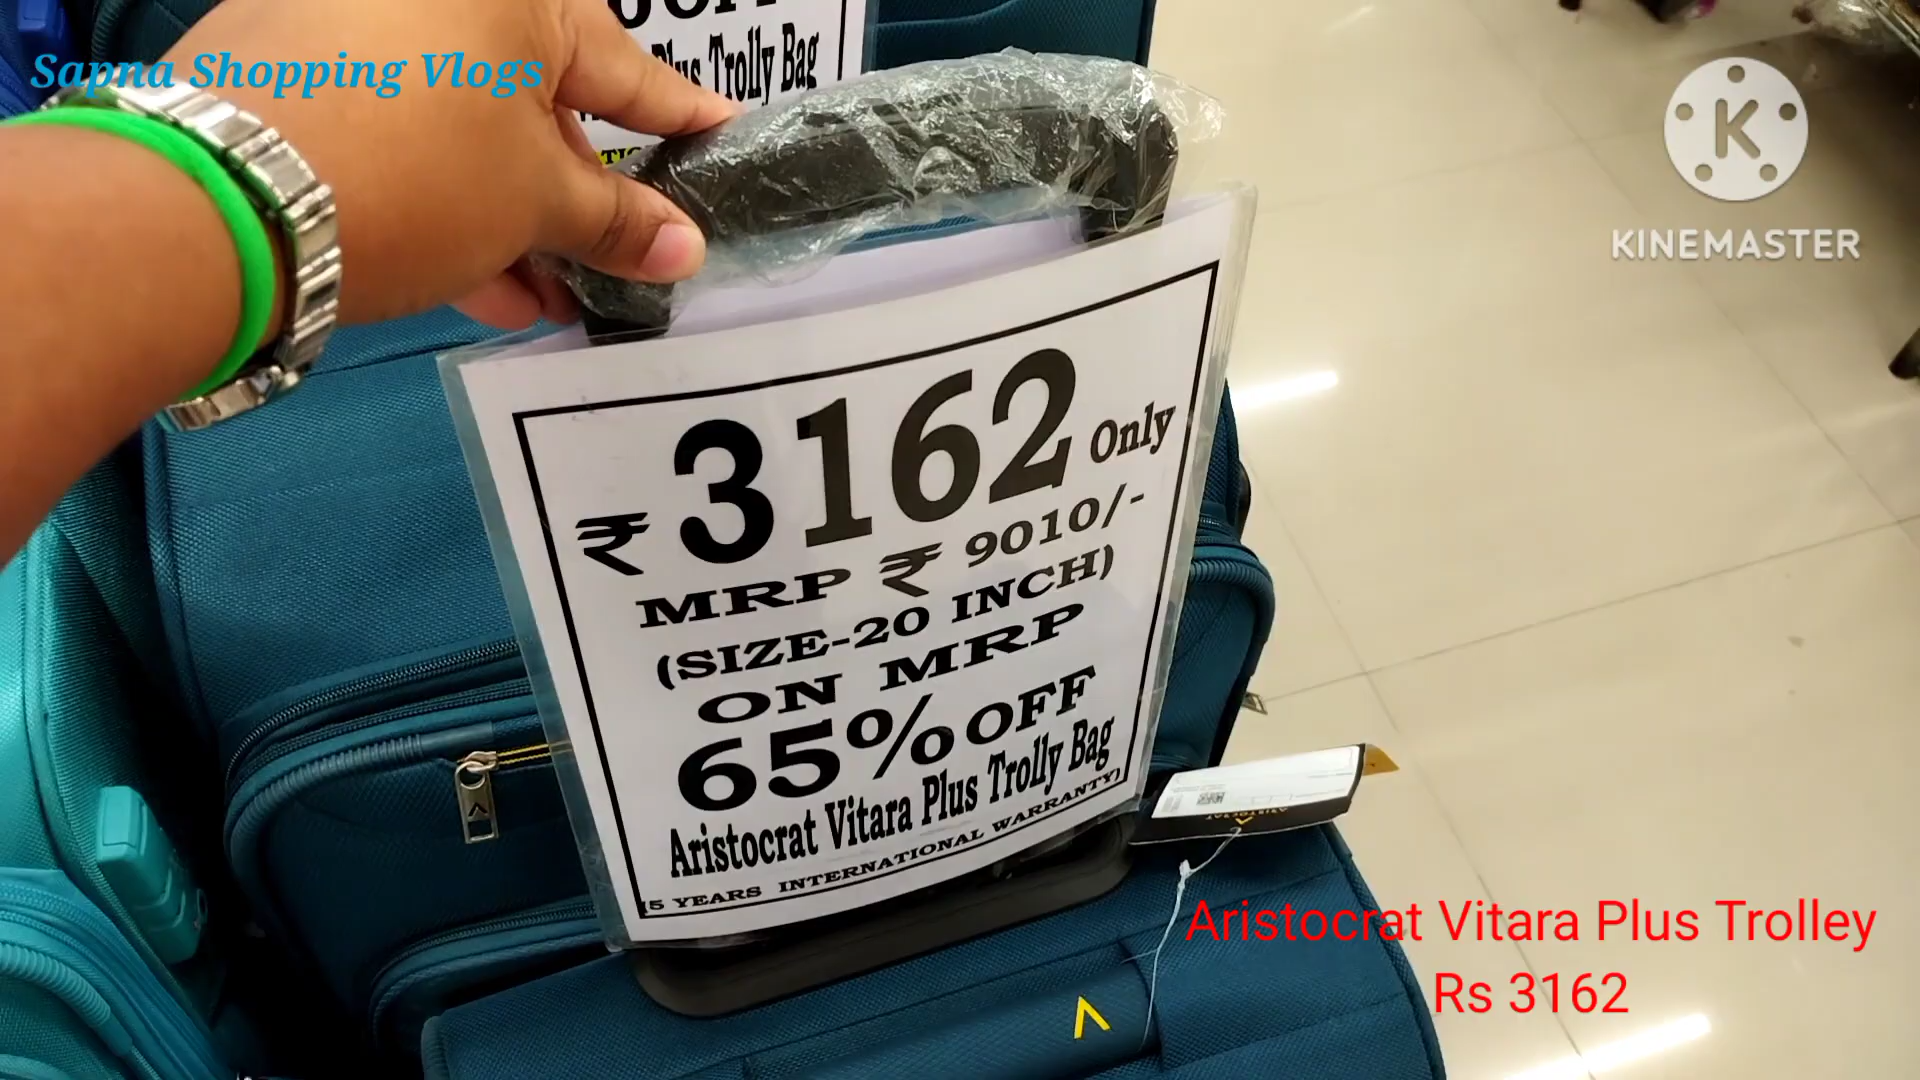 Sapna Shopping Vlogs
Plus Trolly Bag
K
KINEMASTER
₹ 3162 Only
MRP ₹ 9010/-
(SIZE-20 INCH)
ON MRP
65%OFF
Aristocrat Vitara Plus Trolly Bag
(5 YEARS INTERNATIONAL WARRANTY)
Aristocrat Vitara Plus Trolley
Rs 3162